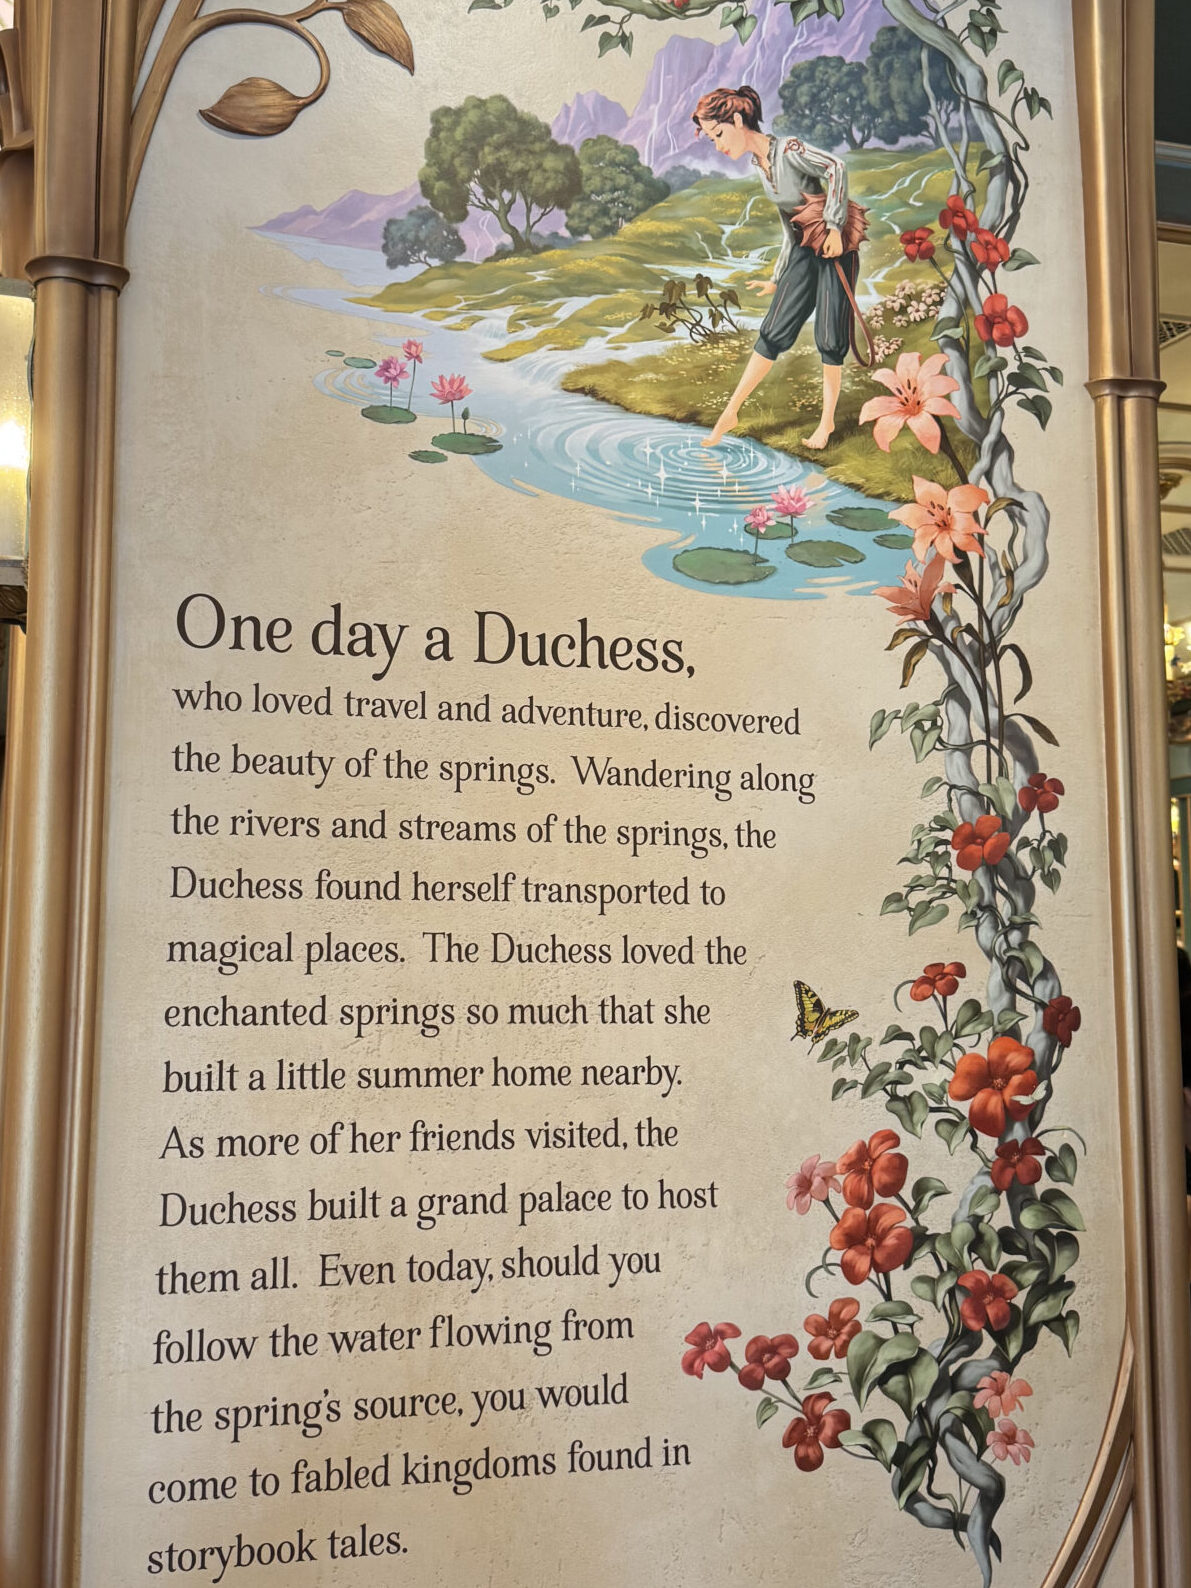 One day a Duchess,
who loved travel and adventure, discovered
the beauty of the springs. Wandering along
the rivers and streams of the springs, the
Duchess found herself transported to
magical places. The Duchess loved the
enchanted springs so much that she
built a little summer home nearby.
As more of her friends visited, the
Duchess built a grand palace to host
them all. Even today, should you
follow the water flowing from
the spring's source, you would
come to fabled kingdoms found in
storybook tales.